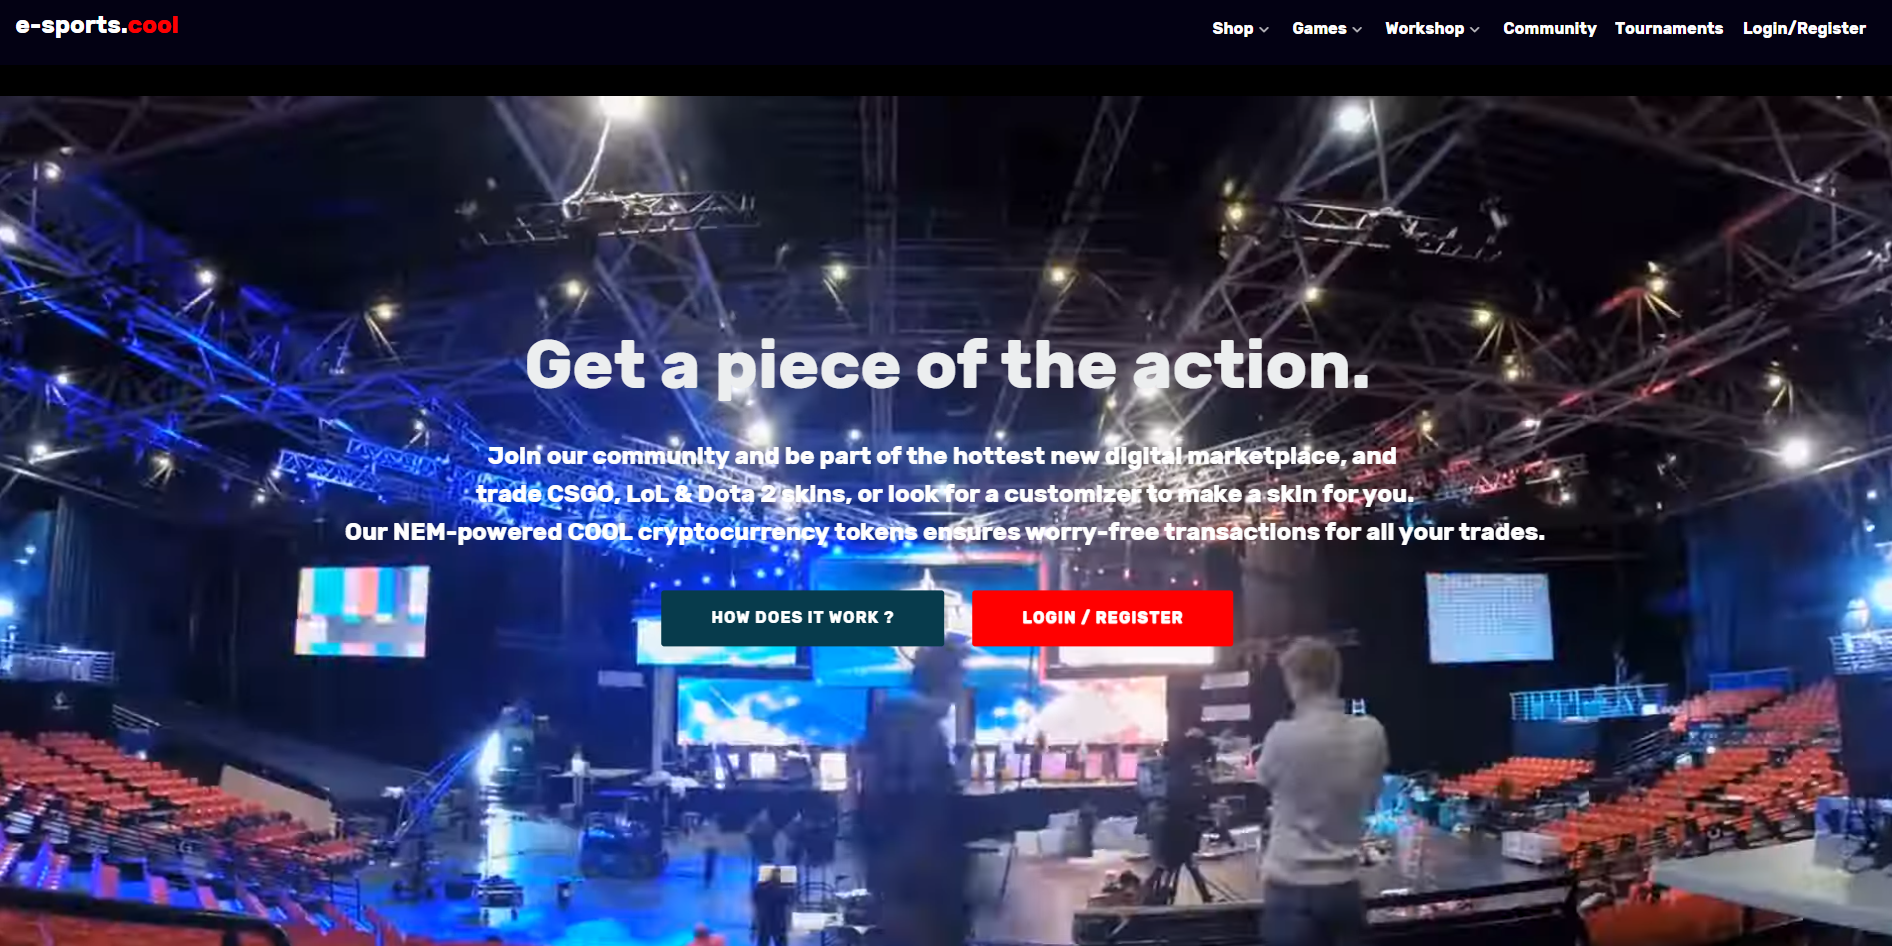 e-sports.cool
Shop Games Workshop Community Tournaments Login/Register
Get a piece of the action.
Join our community and be part of the hottest new digital marketplace, and
trade CSGO, LoL & Dota 2 skins, or look for a customizer to make a skin for you.
Our NEM-powered COOL cryptocurrency tokens ensures worry-free transactions for all your trades.
HOW DOES IT WORK ?
LOGIN / REGISTER